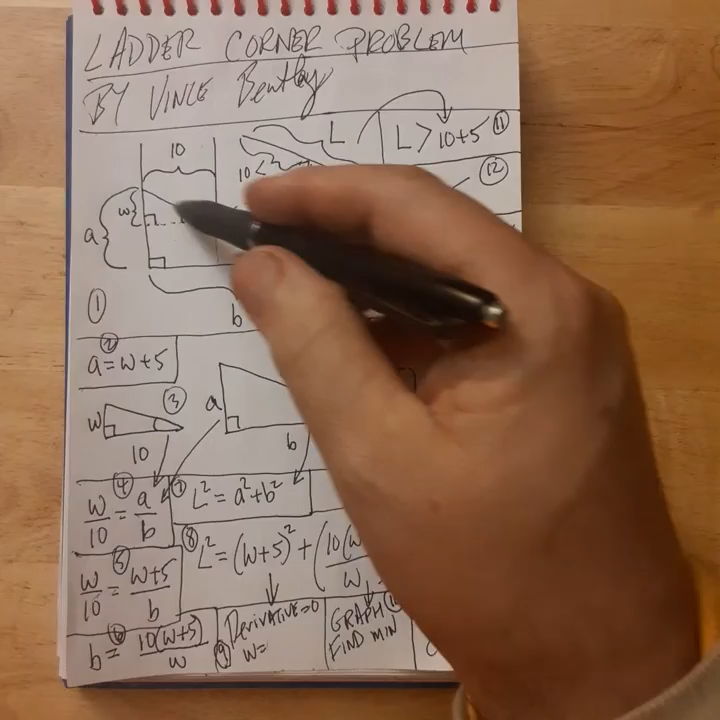 LADDER CORNER PROBLEM
BY VINCE Bentley
10
L
L > 10+5 ⑪
10
⑫
w
a
①
b
②
a = w+5
③
w
10
a
b
④
w/10 = a/b
⑦ L² = a²+b²
⑤
w/10 = w+5/b
⑧ L² = (w+5)² + (10(w
w
⑥
b = 10(w+5)/w
⑨ DERIVATIVE=0
w=
GRAPH
FIND MIN